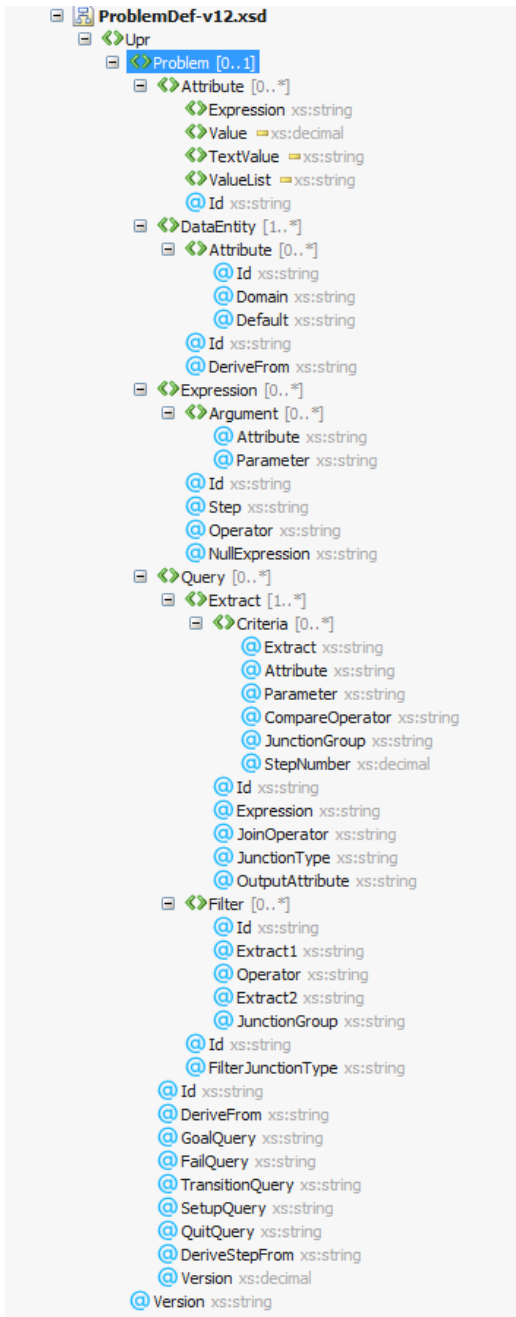 ProblemDef-v12.xsd
Upr
Problem [0..1]
Attribute [0..*]
Expression xs:string
Value xs:decimal
TextValue xs:string
ValueList xs:string
@ Id xs:string
DataEntity [1..*]
Attribute [0..*]
@ Id xs:string
@ Domain xs:string
@ Default xs:string
@ Id xs:string
@ DeriveFrom xs:string
Expression [0..*]
Argument [0..*]
@ Attribute xs:string
@ Parameter xs:string
@ Id xs:string
@ Step xs:string
@ Operator xs:string
@ NullExpression xs:string
Query [0..*]
Extract [1..*]
Criteria [0..*]
@ Extract xs:string
@ Attribute xs:string
@ Parameter xs:string
@ CompareOperator xs:string
@ JunctionGroup xs:string
@ StepNumber xs:decimal
@ Id xs:string
@ Expression xs:string
@ JoinOperator xs:string
@ JunctionType xs:string
@ OutputAttribute xs:string
Filter [0..*]
@ Id xs:string
@ Extract1 xs:string
@ Operator xs:string
@ Extract2 xs:string
@ JunctionGroup xs:string
@ Id xs:string
@ FilterJunctionType xs:string
@ Id xs:string
@ DeriveFrom xs:string
@ GoalQuery xs:string
@ FailQuery xs:string
@ TransitionQuery xs:string
@ SetupQuery xs:string
@ QuitQuery xs:string
@ DeriveStepFrom xs:string
@ Version xs:decimal
@ Version xs:string